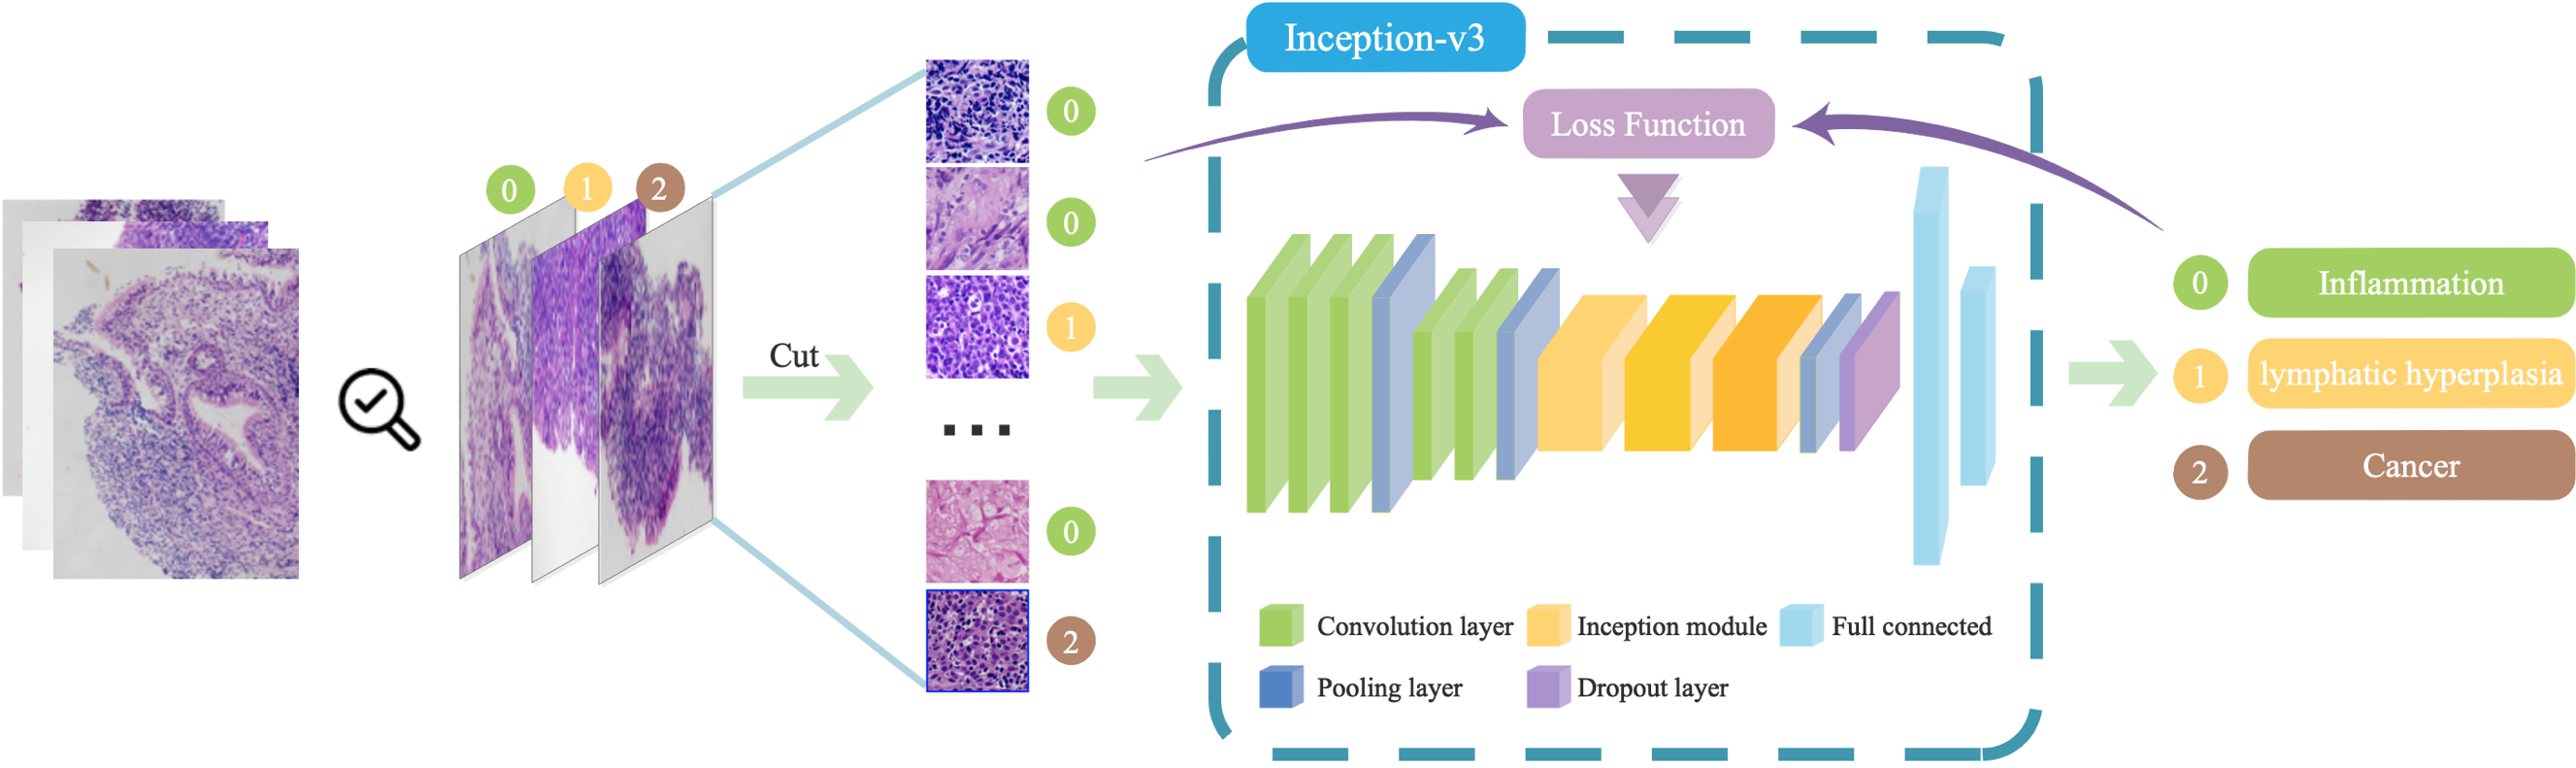 Inception-v3
Loss Function
0
1
2
0
0
1
Cut
...
0
2
0
Inflammation
1
lymphatic hyperplasia
2
Cancer
Convolution layer
Inception module
Full connected
Pooling layer
Dropout layer